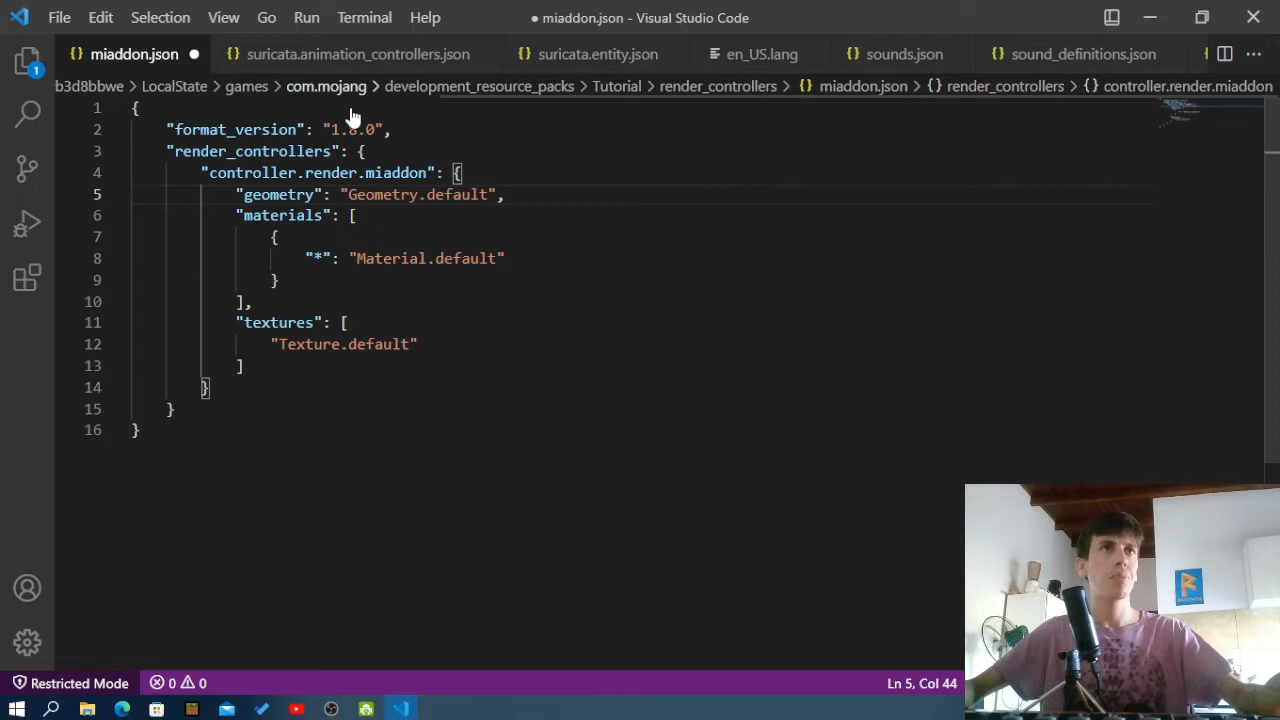 File Edit Selection View Go Run Terminal Help
● miaddon.json - Visual Studio Code
miaddon.json ● suricata.animation_controllers.json suricata.entity.json en_US.lang sounds.json sound_definitions.json
b3d8bbwe > LocalState > games > com.mojang > development_resource_packs > Tutorial > render_controllers > {} miaddon.json > {} render_controllers > {} controller.render.miaddon
1 {
2 "format_version": "1.8.0",
3 "render_controllers": {
4 "controller.render.miaddon": {
5 "geometry": "Geometry.default",
6 "materials": [
7 {
8 "*": "Material.default"
9 }
10 ],
11 "textures": [
12 "Texture.default"
13 ]
14 }
15 }
16 }
1
Restricted Mode 0 0 Ln 5, Col 44